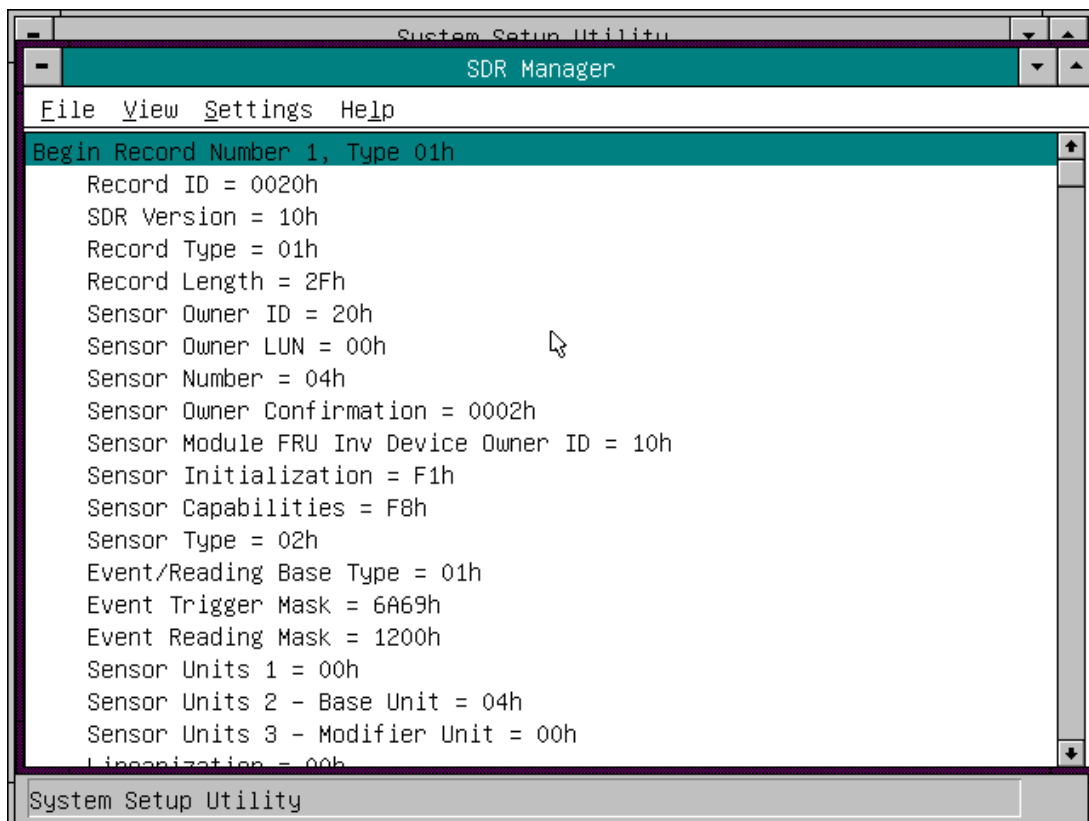 System Setup Utility
SDR Manager
File View Settings Help
Begin Record Number 1, Type 01h
Record ID = 0020h
SDR Version = 10h
Record Type = 01h
Record Length = 2Fh
Sensor Owner ID = 20h
Sensor Owner LUN = 00h
Sensor Number = 04h
Sensor Owner Confirmation = 0002h
Sensor Module FRU Inv Device Owner ID = 10h
Sensor Initialization = F1h
Sensor Capabilities = F8h
Sensor Type = 02h
Event/Reading Base Type = 01h
Event Trigger Mask = 6A69h
Event Reading Mask = 1200h
Sensor Units 1 = 00h
Sensor Units 2 - Base Unit = 04h
Sensor Units 3 - Modifier Unit = 00h
Linearization = 00h
System Setup Utility